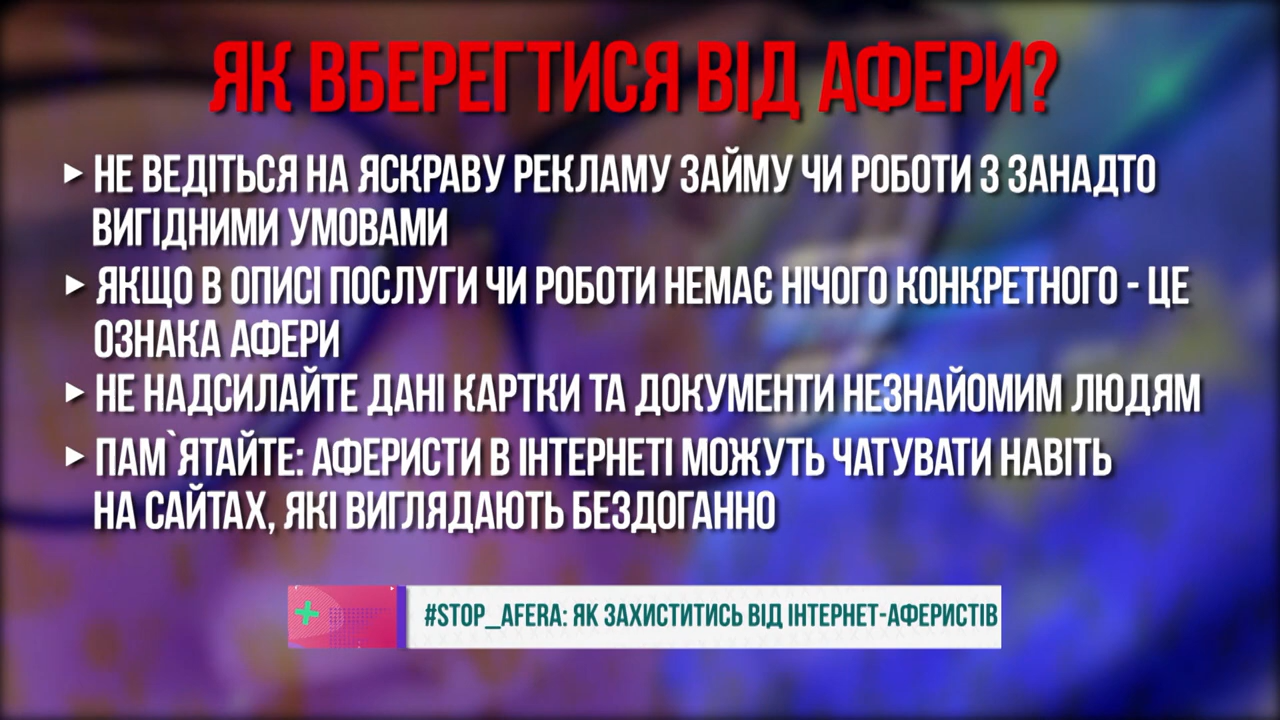 ЯК ВБЕРЕГТИСЯ ВІД АФЕРИ?
НЕ ВЕДІТЬСЯ НА ЯСКРАВУ РЕКЛАМУ ЗАЙМУ ЧИ РОБОТИ З ЗАНАДТО
ВИГІДНИМИ УМОВАМИ
ЯКЩО В ОПИСІ ПОСЛУГИ ЧИ РОБОТИ НЕМАЄ НІЧОГО КОНКРЕТНОГО - ЦЕ
ОЗНАКА АФЕРИ
НЕ НАДСИЛАЙТЕ ДАНІ КАРТКИ ТА ДОКУМЕНТИ НЕЗНАЙОМИМ ЛЮДЯМ
ПАМ`ЯТАЙТЕ: АФЕРИСТИ В ІНТЕРНЕТІ МОЖУТЬ ЧАТУВАТИ НАВІТЬ
НА САЙТАХ, ЯКІ ВИГЛЯДАЮТЬ БЕЗДОГАННО
#STOP_AFERA: ЯК ЗАХИСТИТИСЬ ВІД ІНТЕРНЕТ-АФЕРИСТІВ